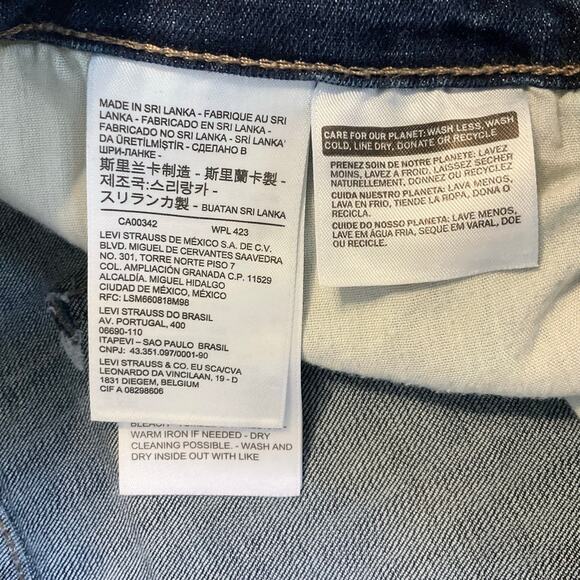 MADE IN SRI LANKA - FABRIQUE AU SRI
LANKA - FABRICADO EN SRI LANKA -
FABRICADO NO SRI LANKA - SRİ LANKA'
DA ÜRETİLMİŞTİR - СДЕЛАНО В
ШРИ-ЛАНКЕ -
斯里兰卡制造 - 斯里蘭卡製 -
제조국:스리랑카 -
スリランカ製 - BUATAN SRI LANKA
CA00342 WPL 423
LEVI STRAUSS DE MÉXICO S.A. DE C.V.
BLVD. MIGUEL DE CERVANTES SAAVEDRA
NO. 301, TORRE NORTE PISO 7
COL. AMPLIACIÓN GRANADA C.P. 11529
ALCALDÍA. MIGUEL HIDALGO
CIUDAD DE MÉXICO, MÉXICO
RFC: LSM660818M98
LEVI STRAUSS DO BRASIL
AV. PORTUGAL, 400
06690-110
ITAPEVI – SAO PAULO BRASIL
CNPJ: 43.351.097/0001-90
LEVI STRAUSS & CO. EU SCA/CVA
LEONARDO DA VINCILAAN, 19 - D
1831 DIEGEM, BELGIUM
CIF A 08298606
BLEACH
WARM IRON IF NEEDED - DRY
CLEANING POSSIBLE. - WASH AND
DRY INSIDE OUT WITH LIKE
CARE FOR OUR PLANET: WASH LESS, WASH
COLD, LINE DRY, DONATE OR RECYCLE
PRENEZ SOIN DE NOTRE PLANETE: LAVEZ
MOINS, LAVEZ A FROID, LAISSEZ SECHER
NATURELLEMENT, DONNEZ OU RECYCLEZ
CUIDA NUESTRO PLANETA: LAVA MENOS,
LAVA EN FRIO, TIENDE LA ROPA, DONA O
RECICLA.
CUIDE DO NOSSO PLANETA: LAVE MENOS,
LAVE EM ÁGUA FRIA, SEQUE EM VARAL, DOE
OU RECICLE.